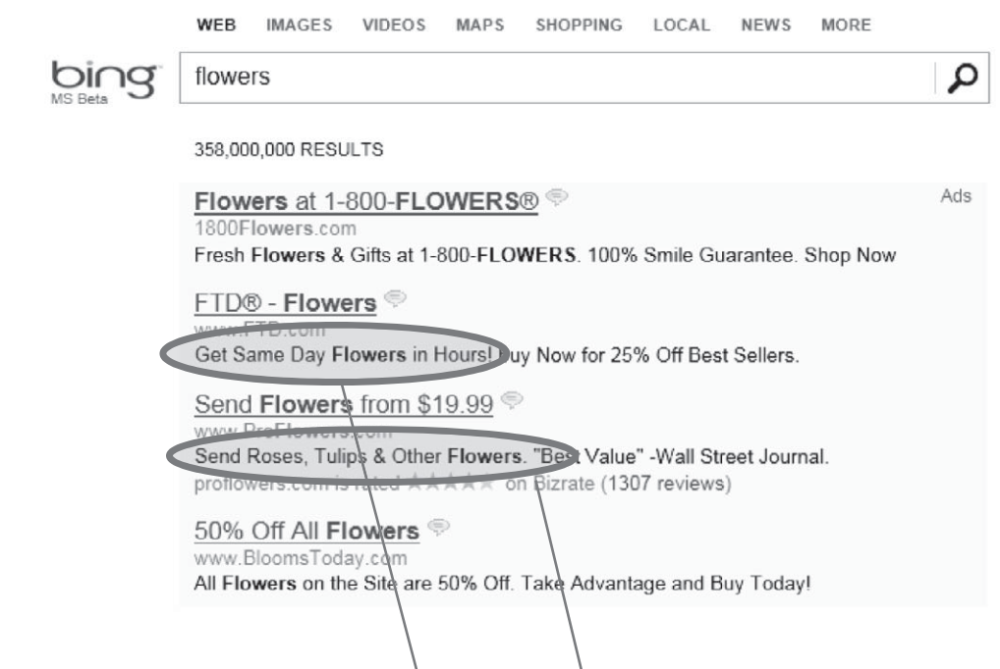 WEB IMAGES VIDEOS MAPS SHOPPING LOCAL NEWS MORE
bing
MS Beta
flowers
358,000,000 RESULTS
Ads
Flowers at 1-800-FLOWERS®
1800Flowers.com
Fresh Flowers & Gifts at 1-800-FLOWERS. 100% Smile Guarantee. Shop Now
FTD® - Flowers
www.FTD.com
Get Same Day Flowers in Hours! Buy Now for 25% Off Best Sellers.
Send Flowers from $19.99
www.ProFlowers.com
Send Roses, Tulips & Other Flowers. "Best Value" -Wall Street Journal.
proflowers.com is rated ★★★★★ on Bizrate (1307 reviews)
50% Off All Flowers
www.BloomsToday.com
All Flowers on the Site are 50% Off. Take Advantage and Buy Today!